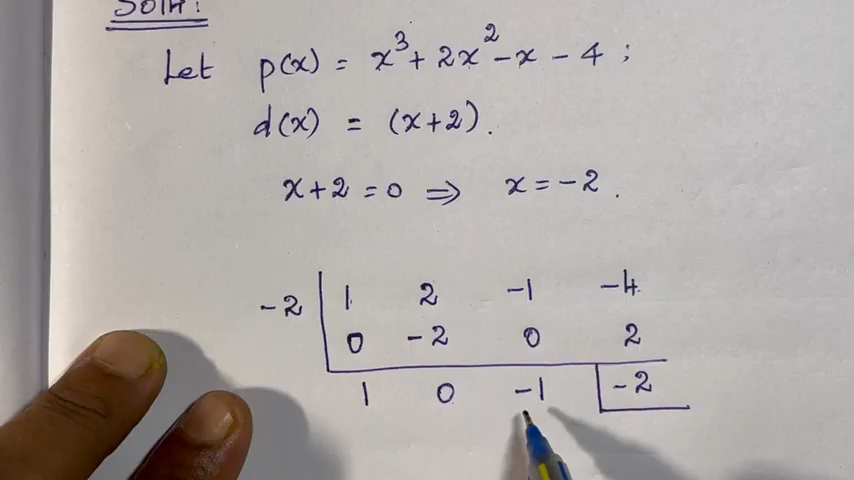 Soln:
Let p(x) = x³ + 2x² - x - 4 ;
d(x) = (x+2).
x+2 = 0 ⇒ x = -2 .
-2 | 1 2 -1 -4
0 -2 0 2
1 0 -1 | -2